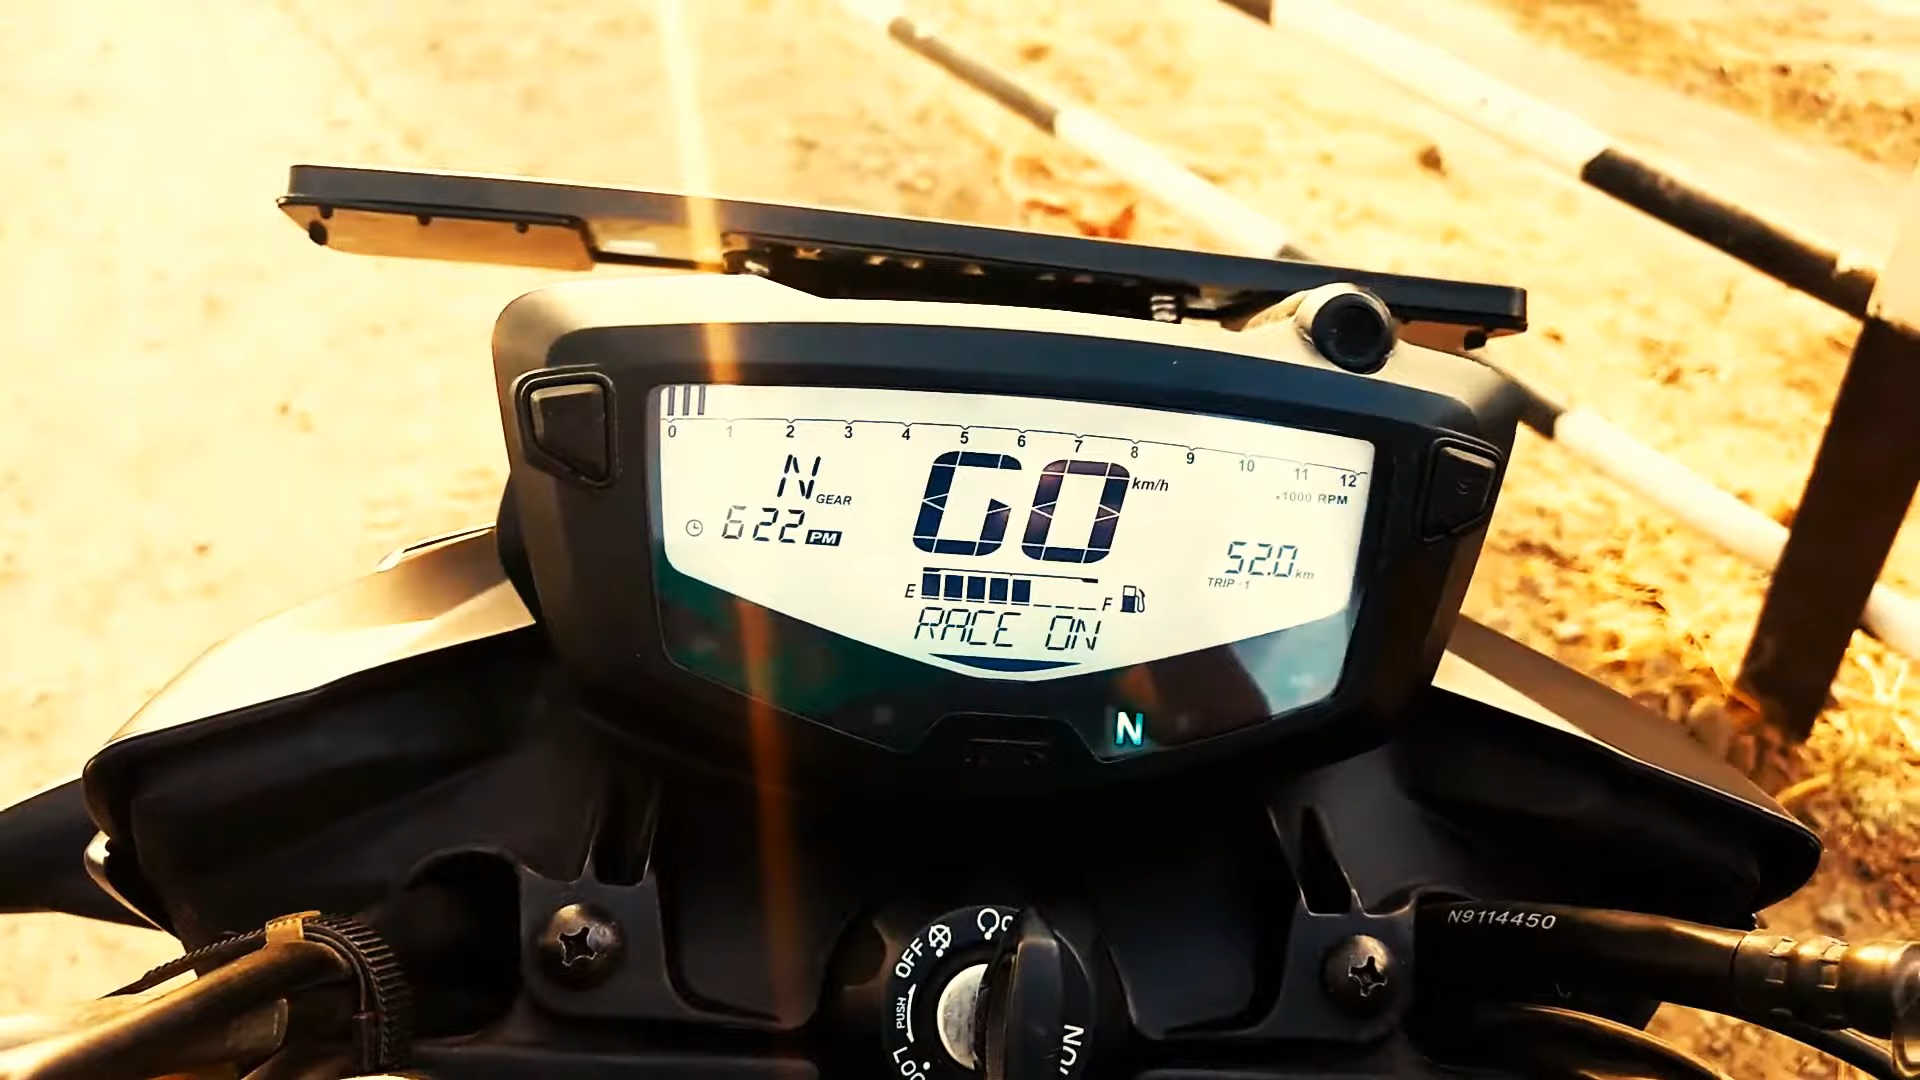 0 1 2 3 4 5 6 7 8 9 10 11 12
×1000 RPM
N GEAR
GO km/h
6 22 PM
52.0 km
TRIP -1
E F
RACE ON
N
N9114450
OFF
PUSH